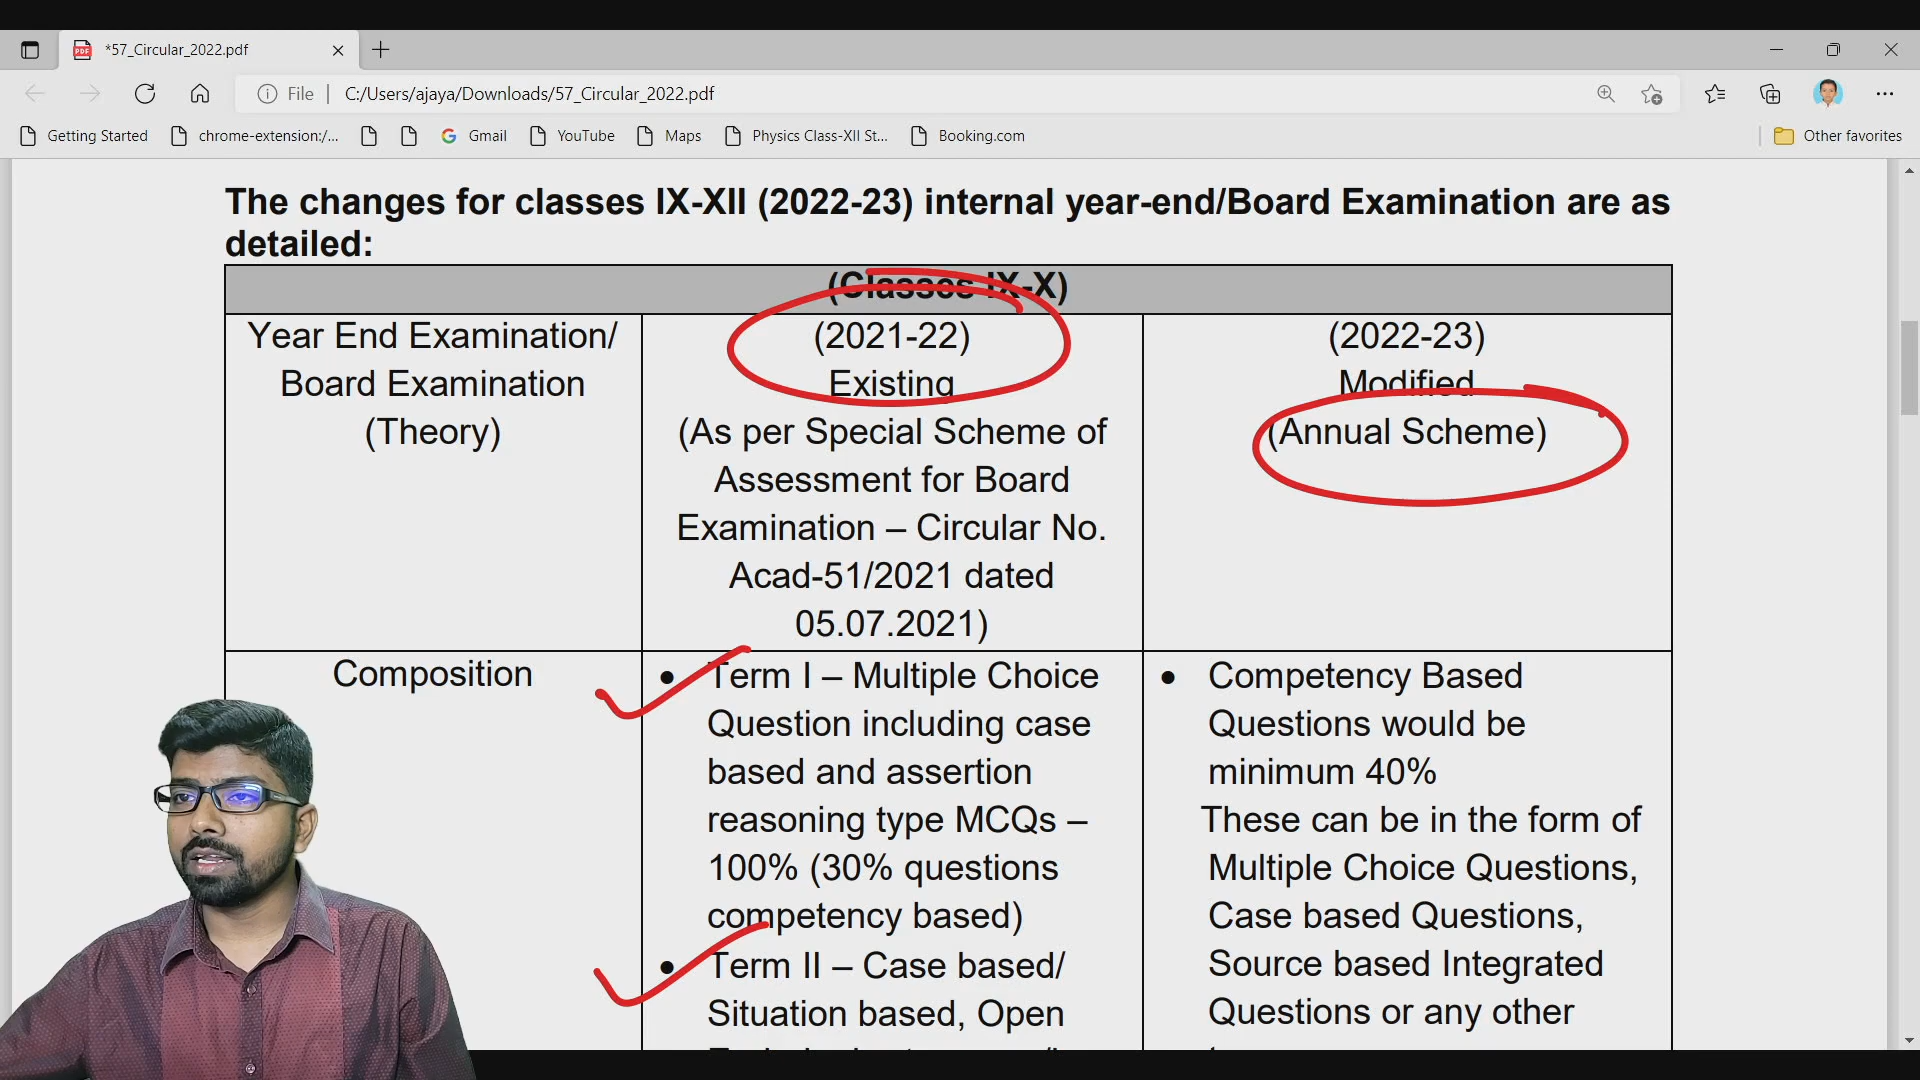 *57_Circular_2022.pdf
File
C:/Users/ajaya/Downloads/57_Circular_2022.pdf
Getting Started
chrome-extension:/...
Gmail
YouTube
Maps
Physics Class-XII St...
Booking.com
Other favorites
The changes for classes IX-XII (2022-23) internal year-end/Board Examination are as
detailed:
(Classes IX-X)
Year End Examination/
Board Examination
(Theory)
(2021-22)
Existing
(As per Special Scheme of
Assessment for Board
Examination – Circular No.
Acad-51/2021 dated
05.07.2021)
(2022-23)
Modified
(Annual Scheme)
Composition
• Term I – Multiple Choice
Question including case
based and assertion
reasoning type MCQs –
100% (30% questions
competency based)
• Term II – Case based/
Situation based, Open
• Competency Based
Questions would be
minimum 40%
These can be in the form of
Multiple Choice Questions,
Case based Questions,
Source based Integrated
Questions or any other